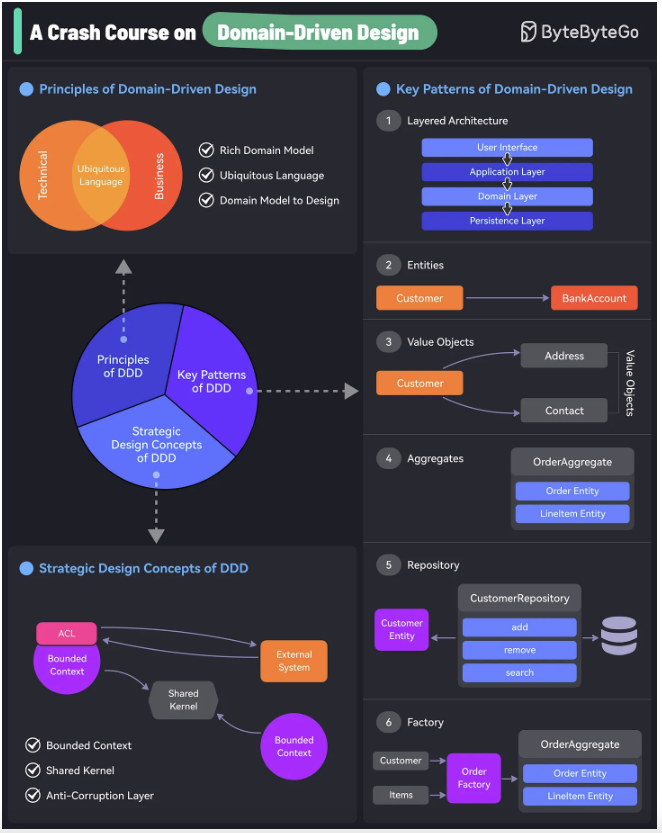 A Crash Course on Domain-Driven Design
ByteByteGo
Principles of Domain-Driven Design
Technical
Ubiquitous
Language
Business
Rich Domain Model
Ubiquitous Language
Domain Model to Design
Principles
of DDD
Key Patterns
of DDD
Strategic
Design Concepts
of DDD
Strategic Design Concepts of DDD
ACL
Bounded
Context
External
System
Shared
Kernel
Bounded
Context
Bounded Context
Shared Kernel
Anti-Corruption Layer
Key Patterns of Domain-Driven Design
1 Layered Architecture
User Interface
Application Layer
Domain Layer
Persistence Layer
2 Entities
Customer
BankAccount
3 Value Objects
Customer
Address
Contact
Value Objects
4 Aggregates
OrderAggregate
Order Entity
LineItem Entity
5 Repository
Customer
Entity
CustomerRepository
add
remove
search
6 Factory
Customer
Items
Order
Factory
OrderAggregate
Order Entity
LineItem Entity